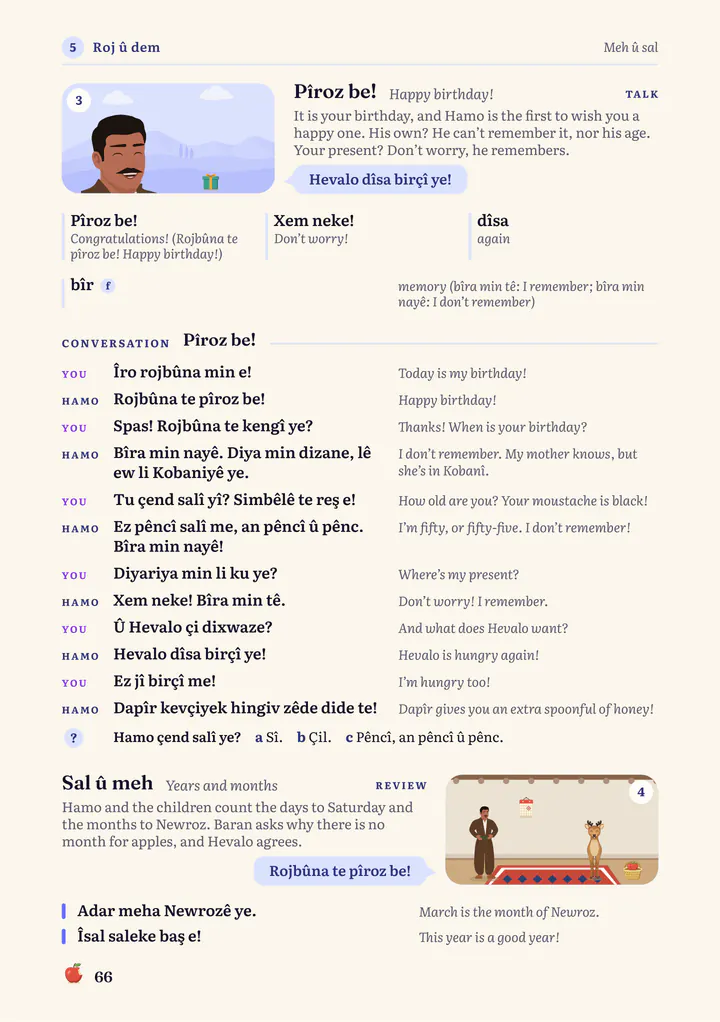 5 Roj û dem
Meh û sal
3
Pîroz be! Happy birthday!
TALK
It is your birthday, and Hamo is the first to wish you a
happy one. His own? He can’t remember it, nor his age.
Your present? Don’t worry, he remembers.
Hevalo dîsa birçî ye!
Pîroz be!
Congratulations! (Rojbûna te
pîroz be! Happy birthday!)
Xem neke!
Don’t worry!
dîsa
again
bîr f
memory (bîra min tê: I remember; bîra min
nayê: I don’t remember)
CONVERSATION Pîroz be!
YOU Îro rojbûna min e! Today is my birthday!
HAMO Rojbûna te pîroz be! Happy birthday!
YOU Spas! Rojbûna te kengî ye? Thanks! When is your birthday?
HAMO Bîra min nayê. Diya min dizane, lê
ew li Kobaniyê ye.
I don’t remember. My mother knows, but
she’s in Kobanî.
YOU Tu çend salî yî? Simbêlê te reş e! How old are you? Your moustache is black!
HAMO Ez pêncî salî me, an pêncî û pênc.
Bîra min nayê!
I’m fifty, or fifty-five. I don’t remember!
YOU Diyariya min li ku ye? Where’s my present?
HAMO Xem neke! Bîra min tê. Don’t worry! I remember.
YOU Û Hevalo çi dixwaze? And what does Hevalo want?
HAMO Hevalo dîsa birçî ye! Hevalo is hungry again!
YOU Ez jî birçî me! I’m hungry too!
HAMO Dapîr kevçiyek hingiv zêde dide te! Dapîr gives you an extra spoonful of honey!
? Hamo çend salî ye? a Sî. b Çil. c Pêncî, an pêncî û pênc.
Sal û meh Years and months
REVIEW
Hamo and the children count the days to Saturday and
the months to Newroz. Baran asks why there is no
month for apples, and Hevalo agrees.
Rojbûna te pîroz be!
4
Adar meha Newrozê ye. March is the month of Newroz.
Îsal saleke baş e! This year is a good year!
66